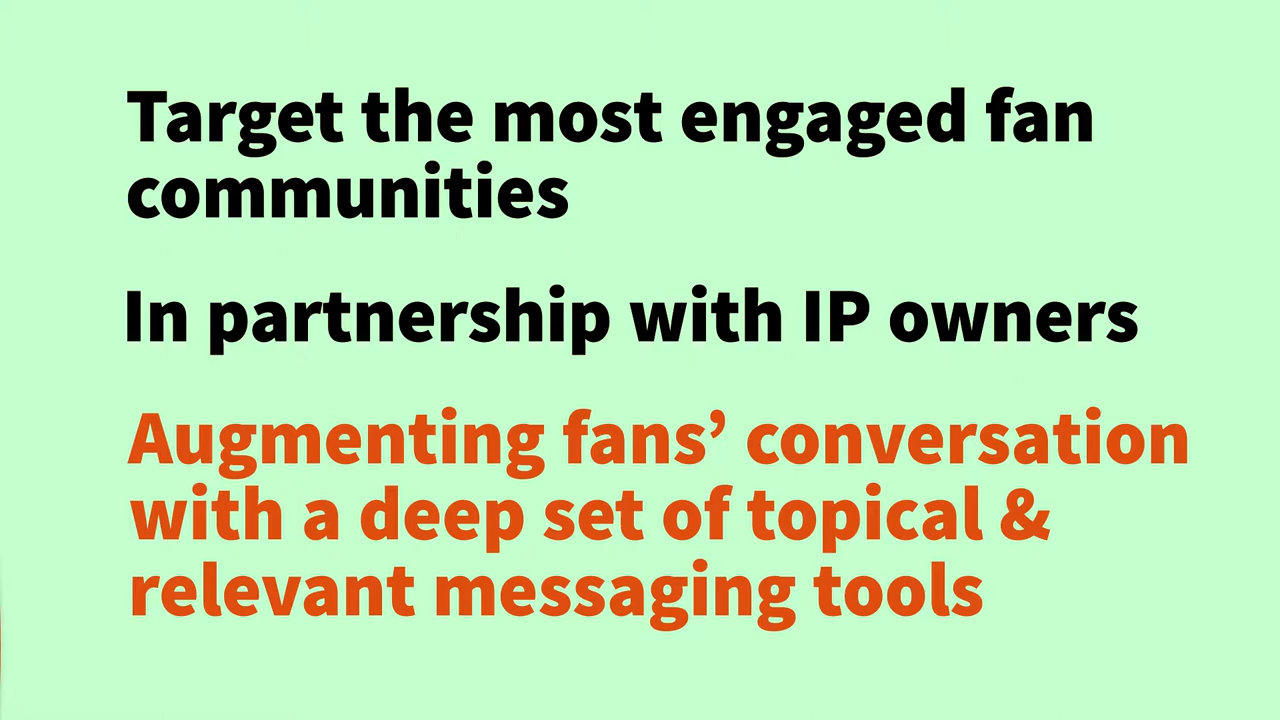 Target the most engaged fan
communities
In partnership with IP owners
Augmenting fans’ conversation
with a deep set of topical &
relevant messaging tools